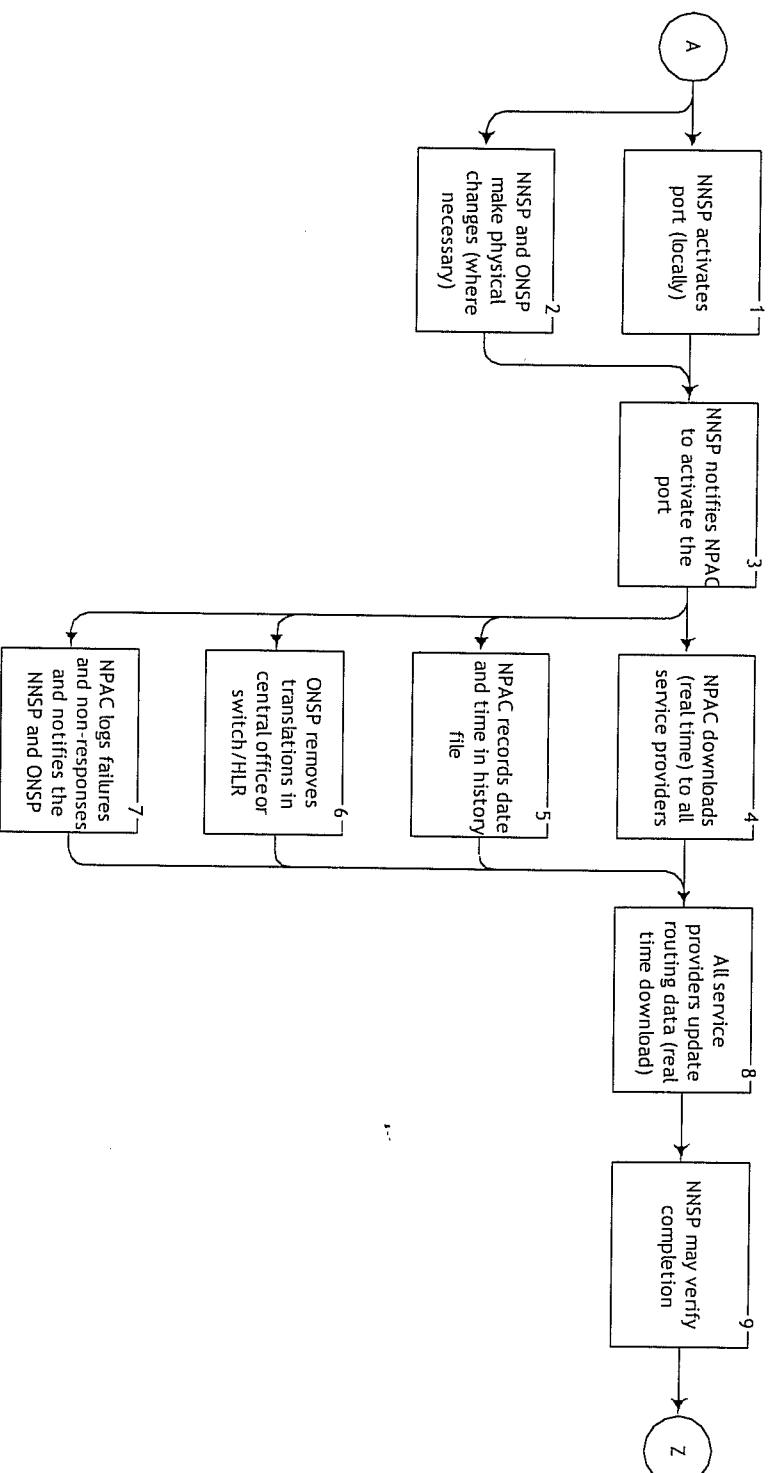 A
1
NNSP activates
port (locally)
2
NNSP and ONSP
make physical
changes (where
necessary)
3
NNSP notifies NPAC
to activate the
port
4
NPAC downloads
(real time) to all
service providers
5
NPAC records date
and time in history
file
6
ONSP removes
translations in
central office or
switch/HLR
7
NPAC logs failures
and non-responses
and notifies the
NNSP and ONSP
8
All service
providers update
routing data (real
time download)
9
NNSP may verify
completion
Z